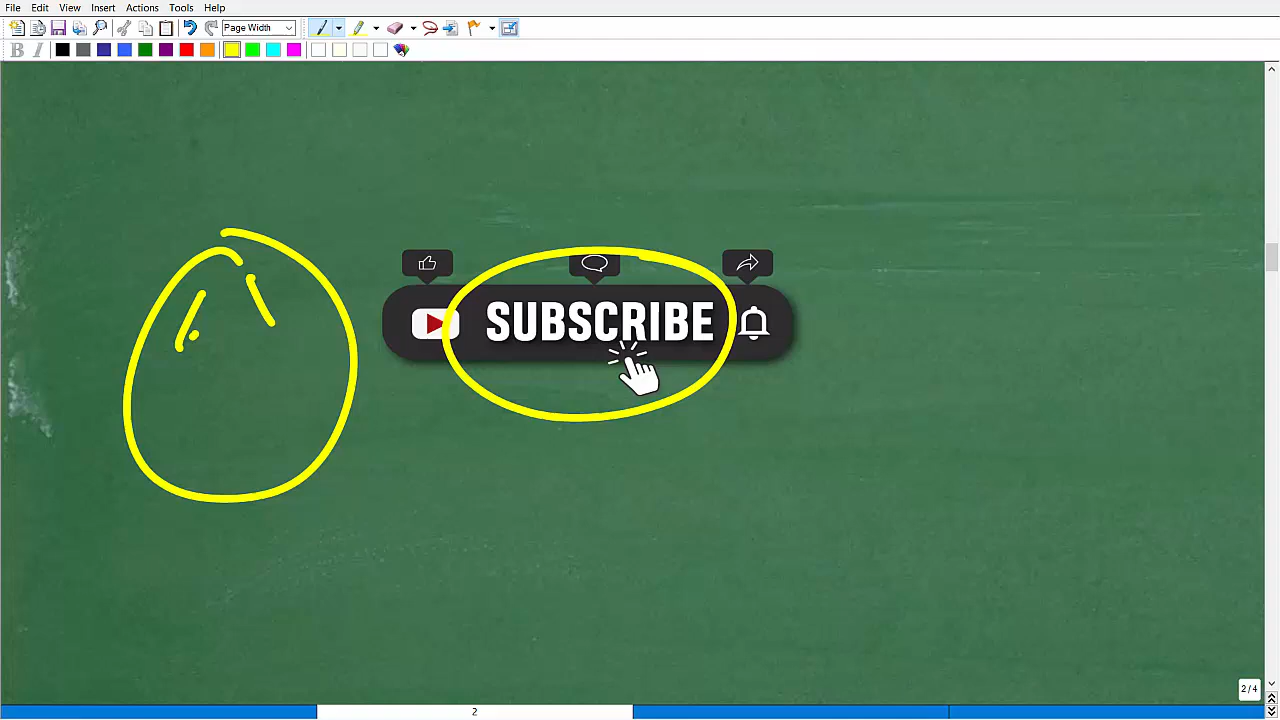 File Edit View Insert Actions Tools Help
Page Width
B I
SUBSCRIBE
2 / 4
2